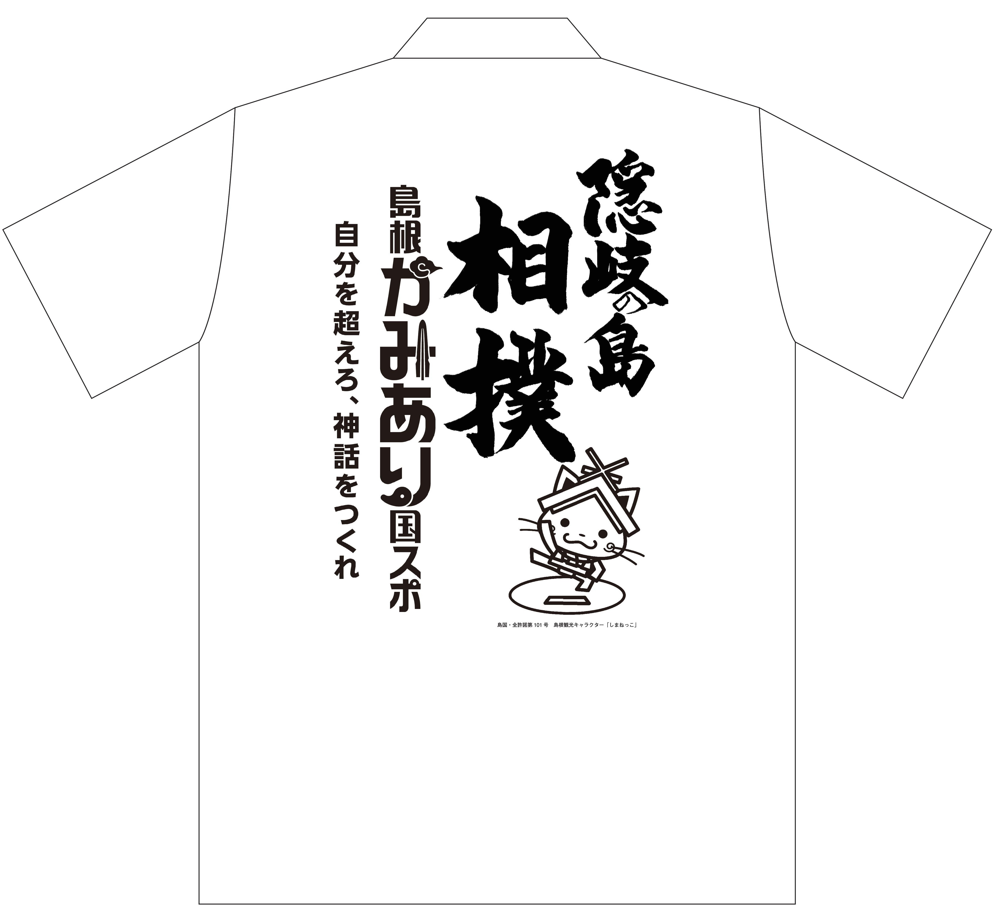 隠岐の島
相撲
島根かみあり国スポ
自分を超えろ、神話をつくれ
島国・全許諾第101号　島根観光キャラクター「しまねっこ」